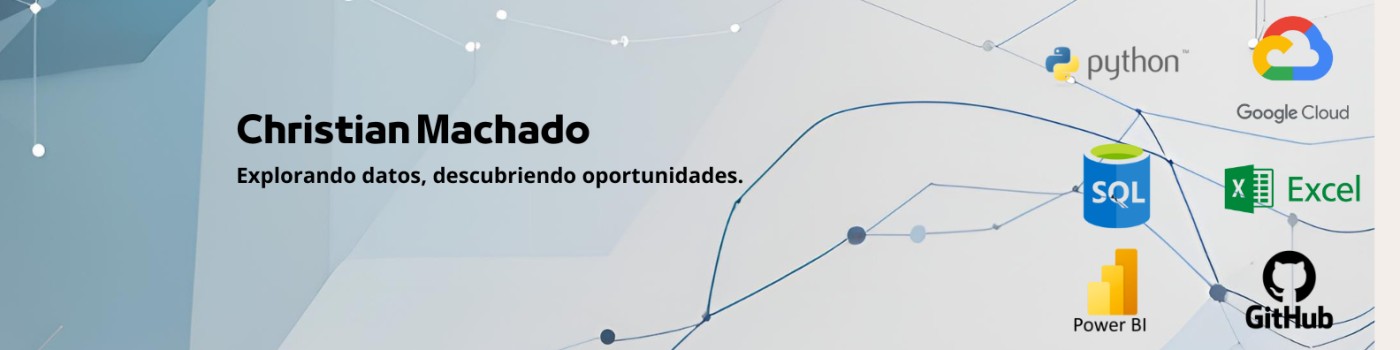 Christian Machado
Explorando datos, descubriendo oportunidades.
python™
Google Cloud
SQL
X Excel
Power BI
GitHub